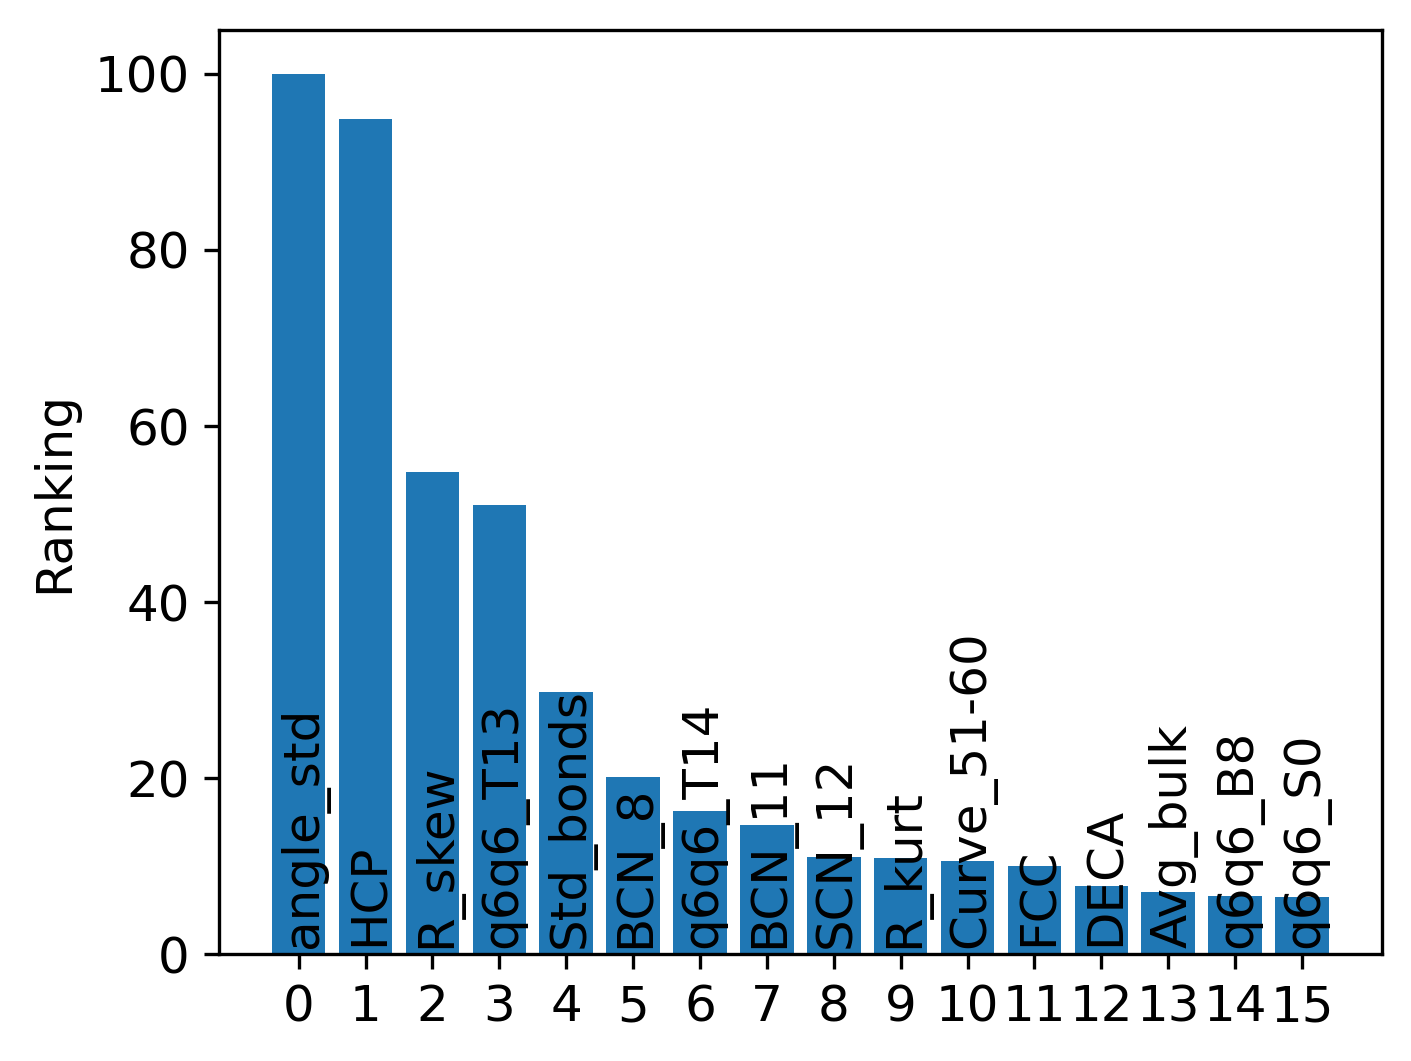 100
80
60
40
20
0
Ranking
angle_std
HCP
R_skew
q6q6_T13
Std_bonds
BCN_8
q6q6_T14
BCN_11
SCN_12
R_kurt
Curve_51-60
FCC
DECA
Avg_bulk
q6q6_B8
q6q6_S0
0 1 2 3 4 5 6 7 8 9 10 11 12 13 14 15